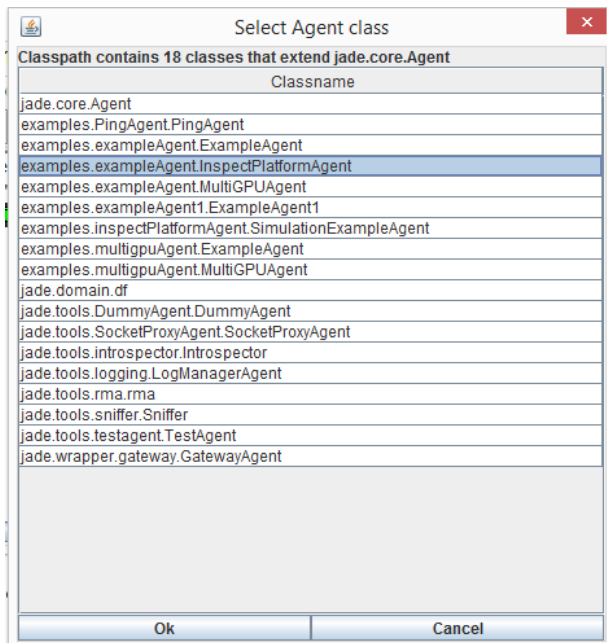 Select Agent class
Classpath contains 18 classes that extend jade.core.Agent
Classname
jade.core.Agent
examples.PingAgent.PingAgent
examples.exampleAgent.ExampleAgent
examples.exampleAgent.InspectPlatformAgent
examples.exampleAgent.MultiGPUAgent
examples.exampleAgent1.ExampleAgent1
examples.inspectPlatformAgent.SimulationExampleAgent
examples.multigpuAgent.ExampleAgent
examples.multigpuAgent.MultiGPUAgent
jade.domain.df
jade.tools.DummyAgent.DummyAgent
jade.tools.SocketProxyAgent.SocketProxyAgent
jade.tools.introspector.Introspector
jade.tools.logging.LogManagerAgent
jade.tools.rma.rma
jade.tools.sniffer.Sniffer
jade.tools.testagent.TestAgent
jade.wrapper.gateway.GatewayAgent
Ok Cancel